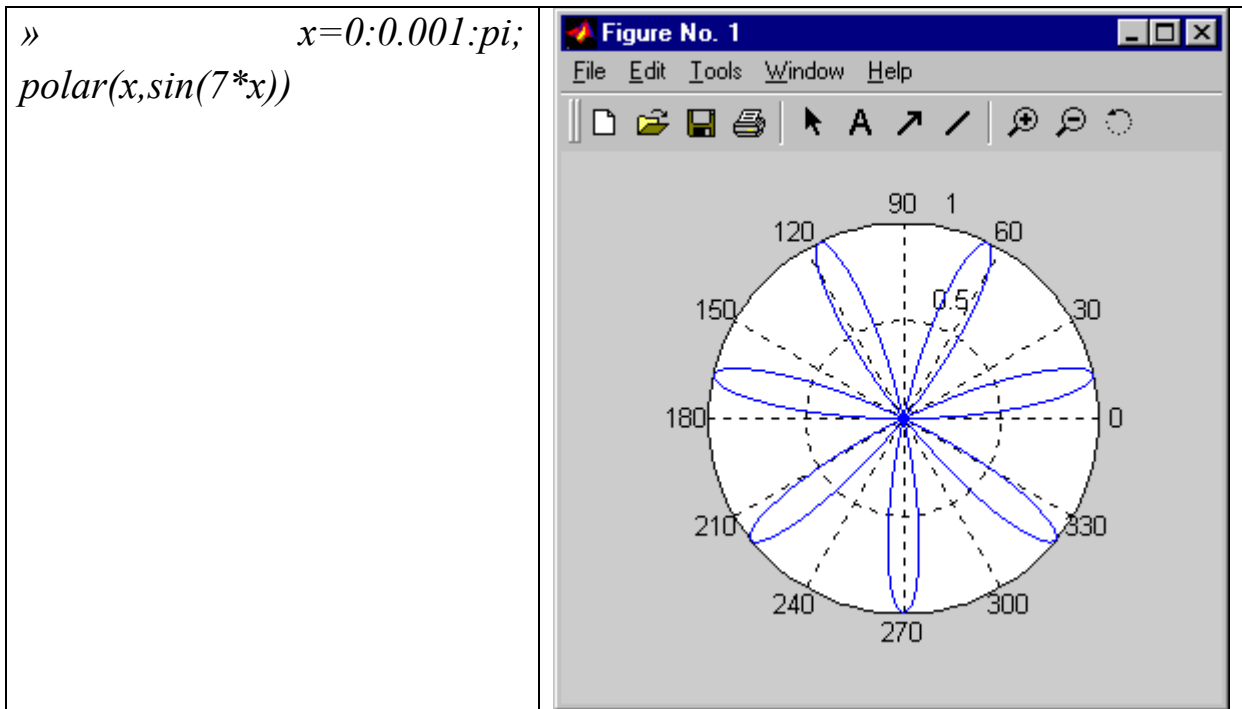 » x=0:0.001:pi;
polar(x,sin(7*x))
Figure No. 1
File Edit Tools Window Help
A
90 1
120 60
0.5
150 30
180 0
210 330
240 300
270